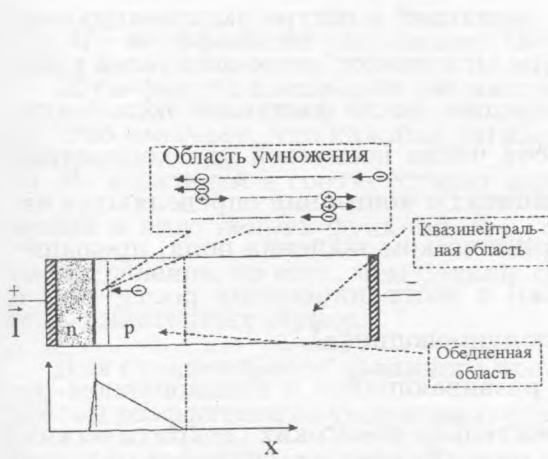 Область умножения
Квазинейтраль-
ная область
+
n+
p
Обедненная
область
x